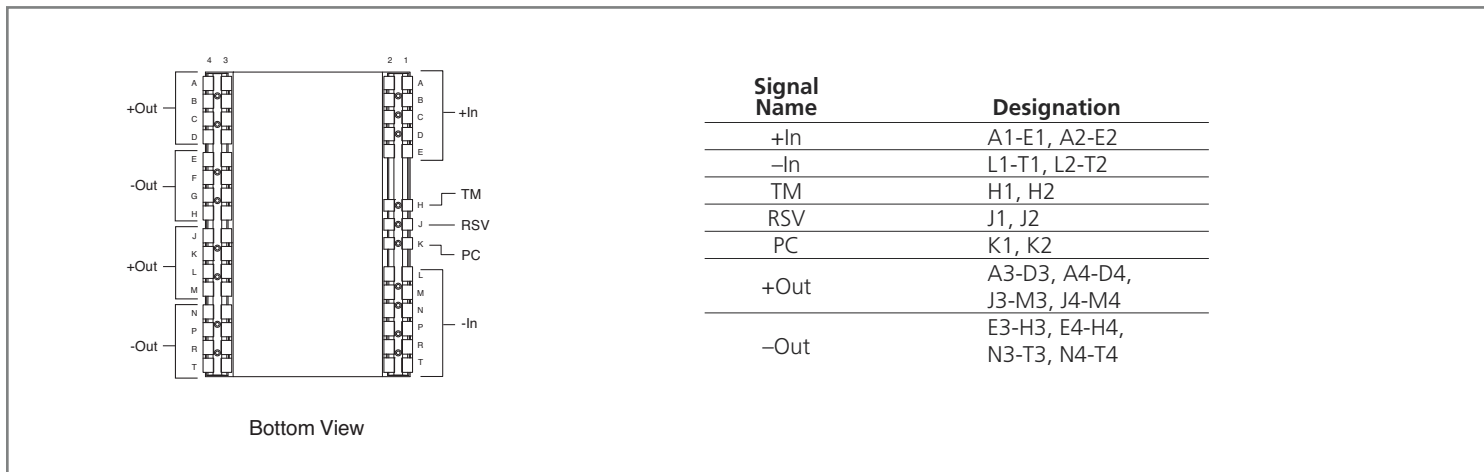 4 3 2 1
A A
B B
+Out +In
C C
D D
E E
F
-Out TM
G
H H
J J RSV
K K PC
+Out
L L
M M
N N
P P -In
-Out
R R
T T
Bottom View
Signal
Name Designation
+In A1-E1, A2-E2
–In L1-T1, L2-T2
TM H1, H2
RSV J1, J2
PC K1, K2
+Out A3-D3, A4-D4,
J3-M3, J4-M4
–Out E3-H3, E4-H4,
N3-T3, N4-T4